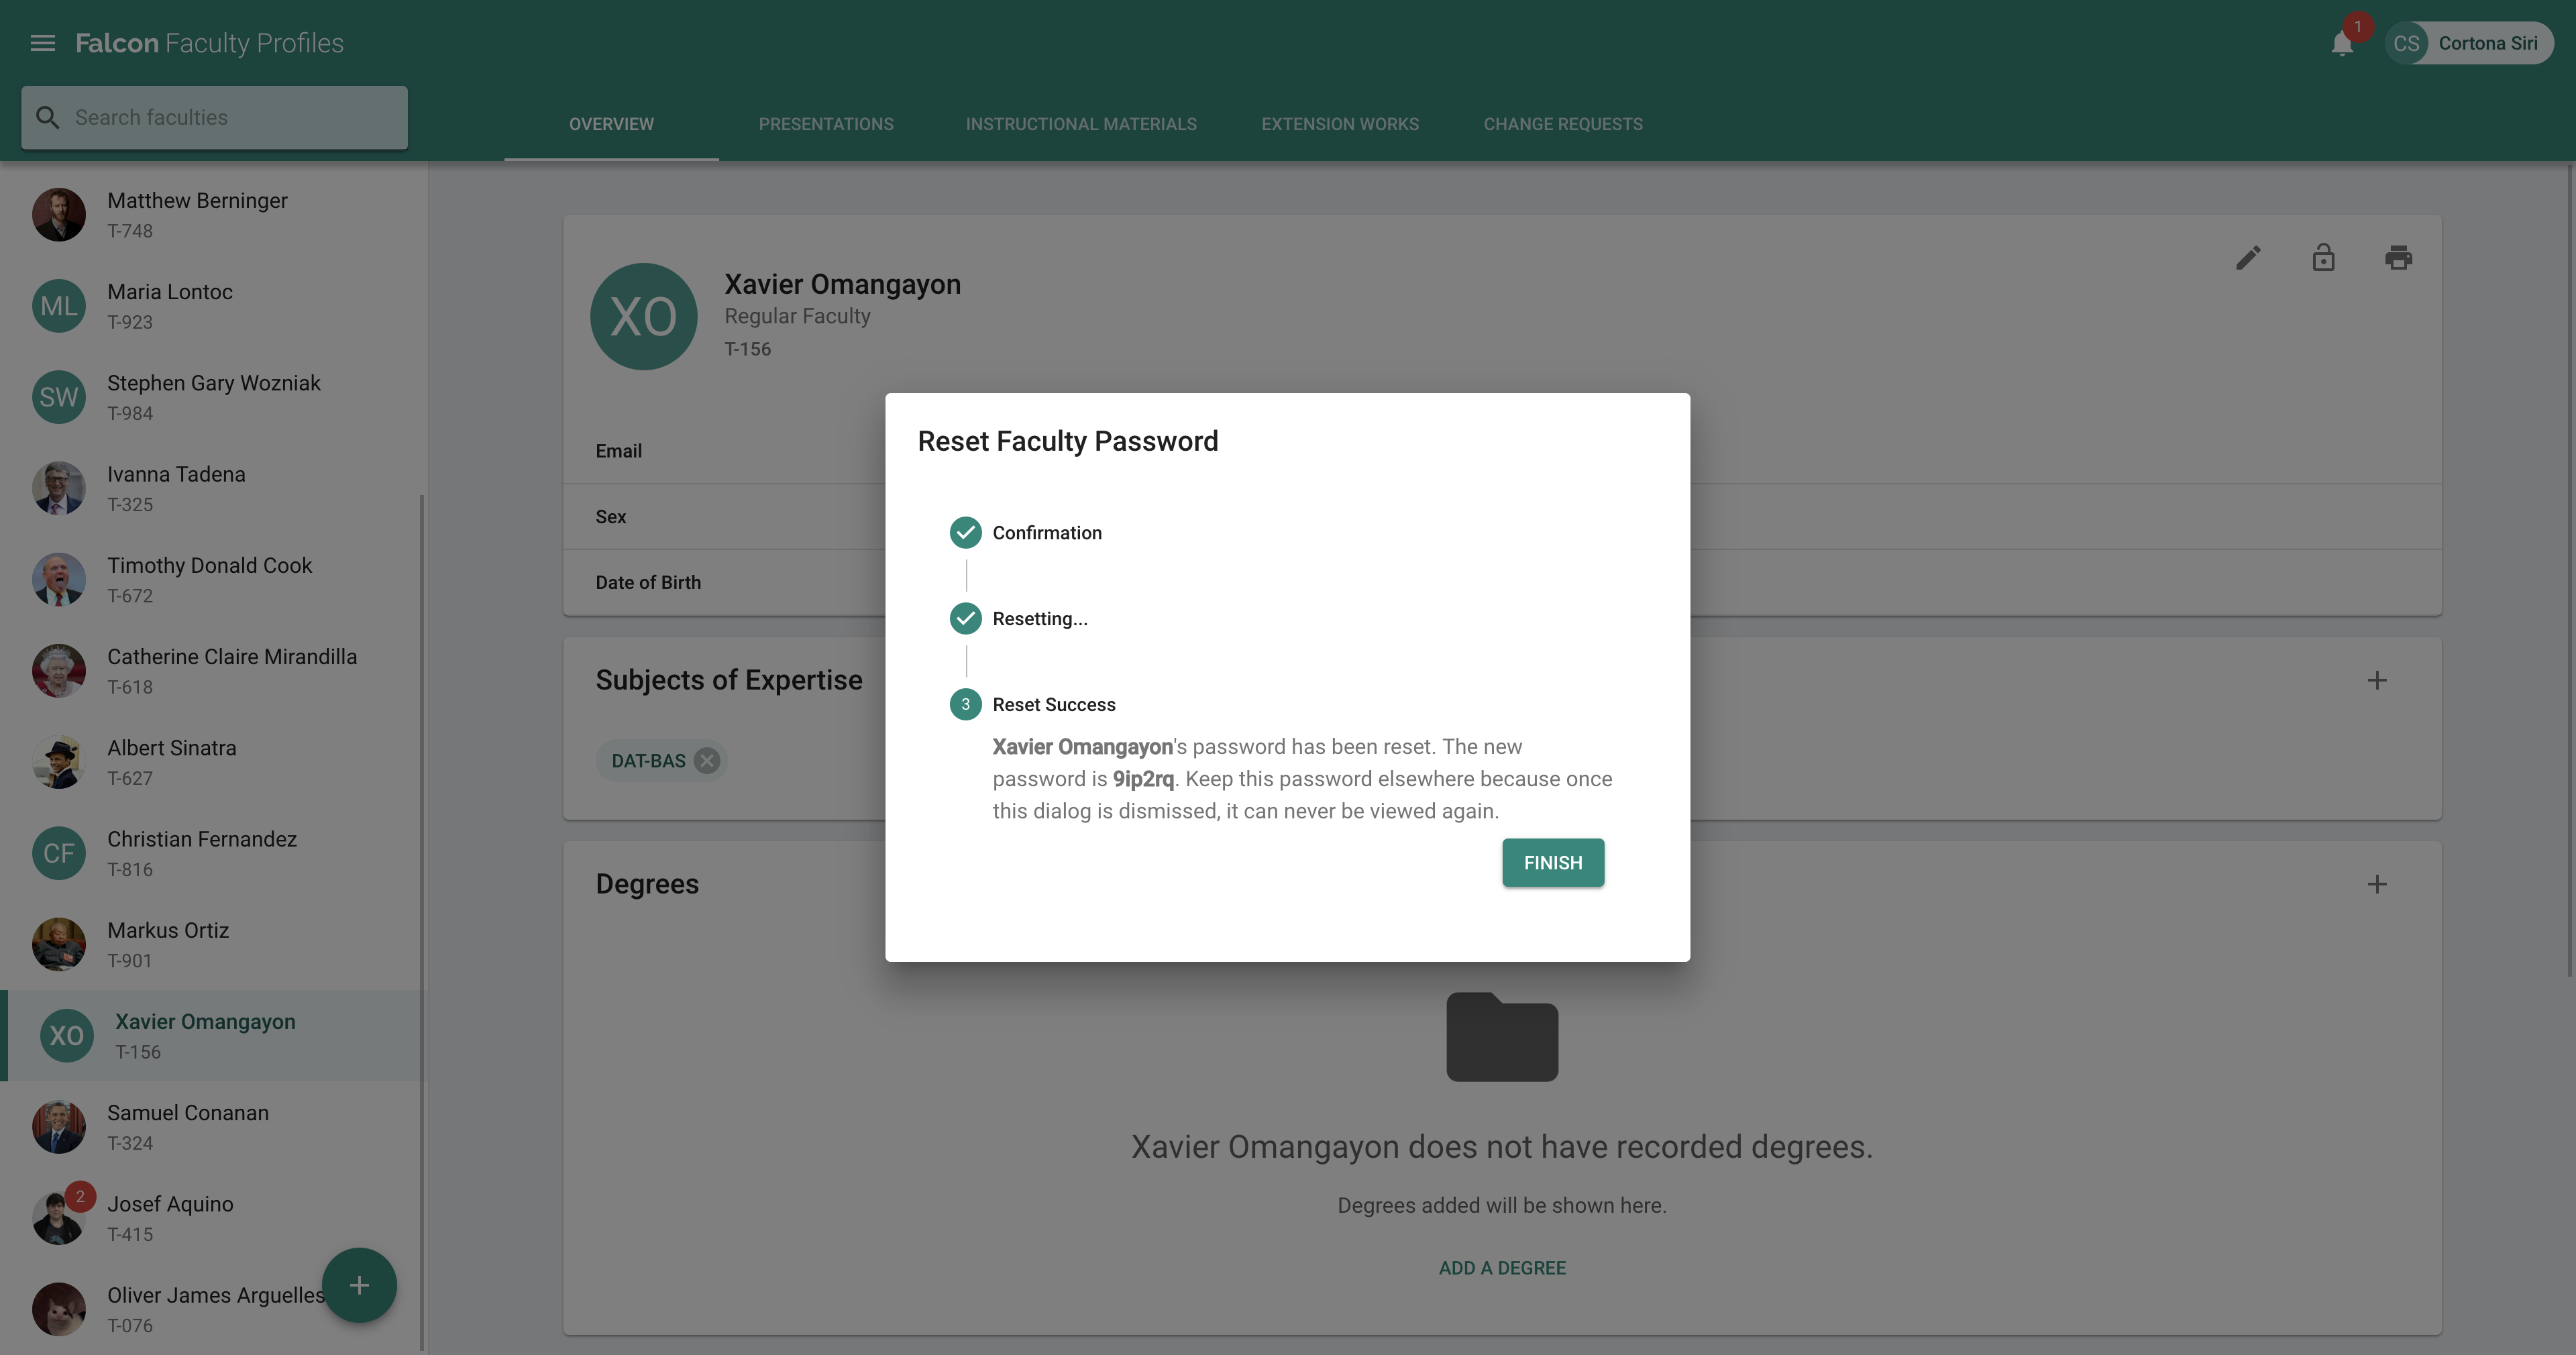 Falcon Faculty Profiles
1
CS Cortona Siri
Search faculties
OVERVIEW PRESENTATIONS INSTRUCTIONAL MATERIALS EXTENSION WORKS CHANGE REQUESTS
Matthew Berninger
T-748
ML Maria Lontoc
T-923
SW Stephen Gary Wozniak
T-984
Ivanna Tadena
T-325
Timothy Donald Cook
T-672
Catherine Claire Mirandilla
T-618
Albert Sinatra
T-627
CF Christian Fernandez
T-816
Markus Ortiz
T-901
XO Xavier Omangayon
T-156
Samuel Conanan
T-324
2 Josef Aquino
T-415
Oliver James Arguelles
T-076
XO
Xavier Omangayon
Regular Faculty
T-156
Email
Sex
Date of Birth
Subjects of Expertise
DAT-BAS
Degrees
Xavier Omangayon does not have recorded degrees.
Degrees added will be shown here.
ADD A DEGREE
Reset Faculty Password
Confirmation
Resetting...
3 Reset Success
Xavier Omangayon's password has been reset. The new
password is 9ip2rq. Keep this password elsewhere because once
this dialog is dismissed, it can never be viewed again.
FINISH